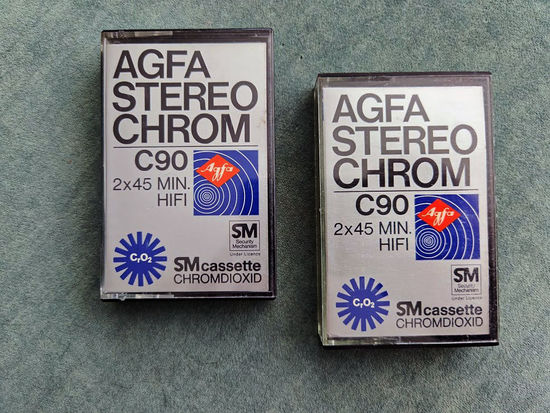 AGFA
STEREO
CHROM
C90
2x45 MIN.
HIFI
Agfa
SM
Security
Mechanism
Under Licence
CrO2
SM cassette
CHROMDIOXID
AGFA
STEREO
CHROM
C90
2x45 MIN.
HIFI
Agfa
SM
Security
Mechanism
Under Licence
CrO2
SM cassette
CHROMDIOXID